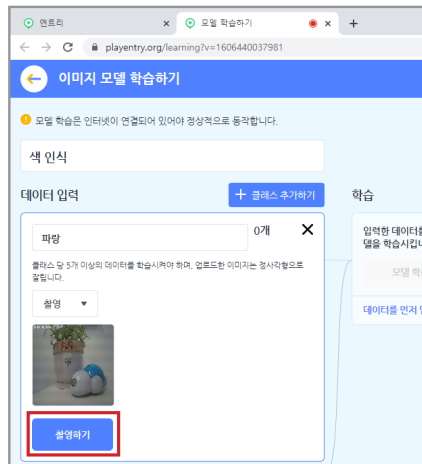 엔트리
모델 학습하기
playentry.org/learning?v=1606440037981
이미지 모델 학습하기
모델 학습은 인터넷이 연결되어 있어야 정상적으로 동작합니다.
색 인식
데이터 입력
+ 클래스 추가하기
학습
파랑
0개
클래스 당 5개 이상의 데이터를 학습시켜야 하며, 업로드한 이미지는 정사각형으로
잘립니다.
촬영
촬영하기
입력한 데이터를
델을 학습시킵니
모델 학
데이터를 먼저